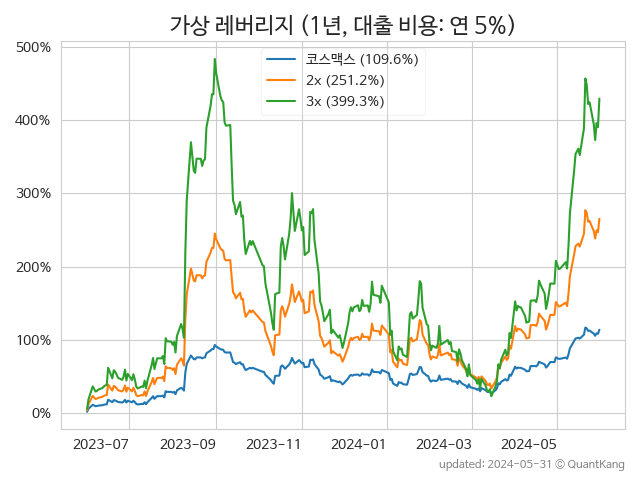 가상 레버리지 (1년, 대출 비용: 연 5%)
500%
400%
300%
200%
100%
0%
코스맥스 (109.6%)
2x (251.2%)
3x (399.3%)
2023-07
2023-09
2023-11
2024-01
2024-03
2024-05
updated: 2024-05-31 © QuantKang